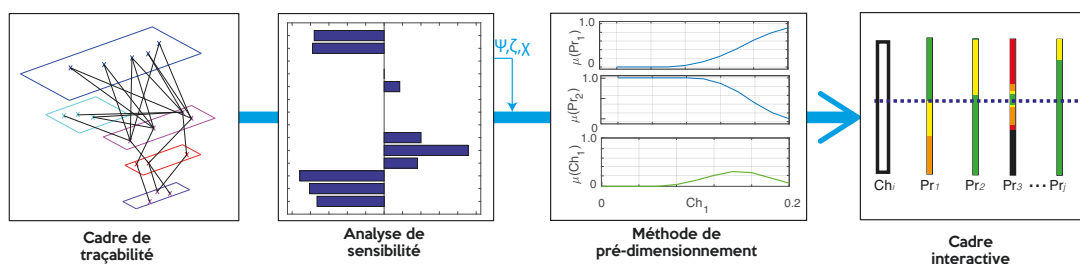 Ψ,ζ,χ
μ(Pr1)
1.0
0
μ(Pr2)
1.0
0
μ(Ch1)
1.0
0
0
Ch1
0.2
Chi
Pr1
Pr2
Pr3
...
Prj
Cadre de
traçabilité
Analyse de
sensibilité
Méthode de
pré-dimensionnement
Cadre
interactive